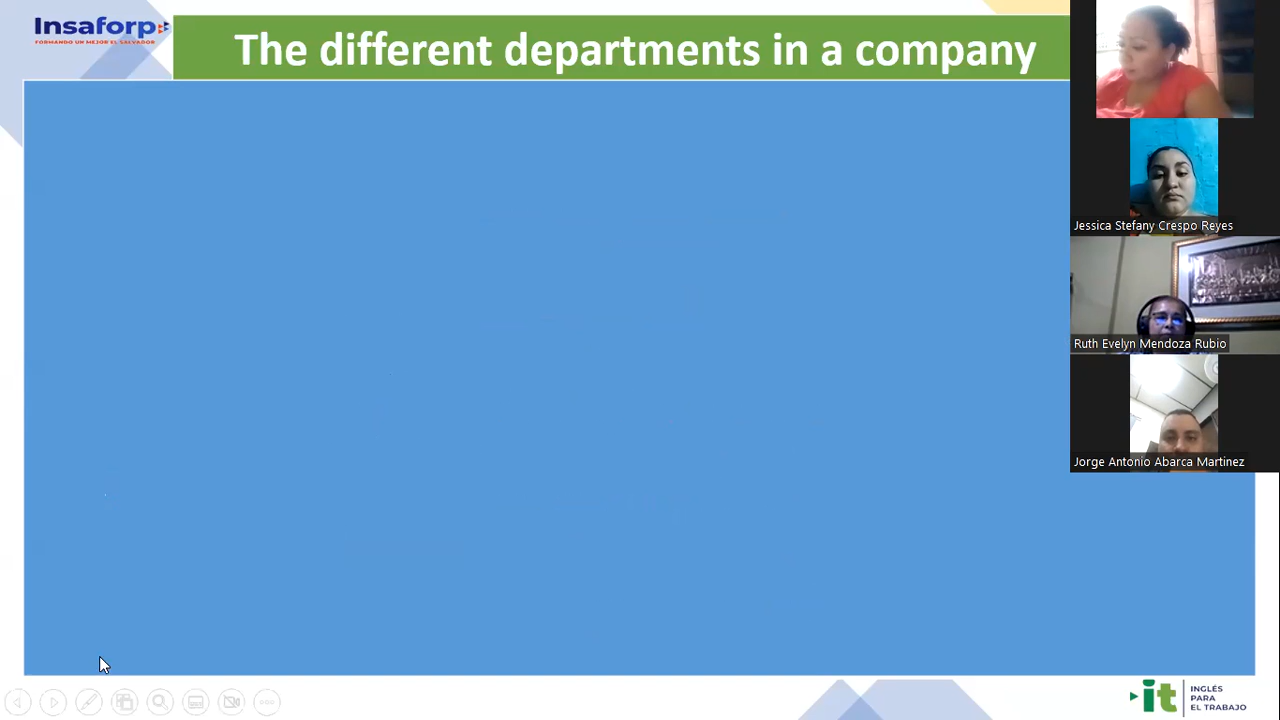 Insaforp
FORMANDO UN MEJOR EL SALVADOR
The different departments in a company
Jessica Stefany Crespo Reyes
Ruth Evelyn Mendoza Rubio
Jorge Antonio Abarca Martinez
it
INGLÉS
PARA
EL TRABAJO